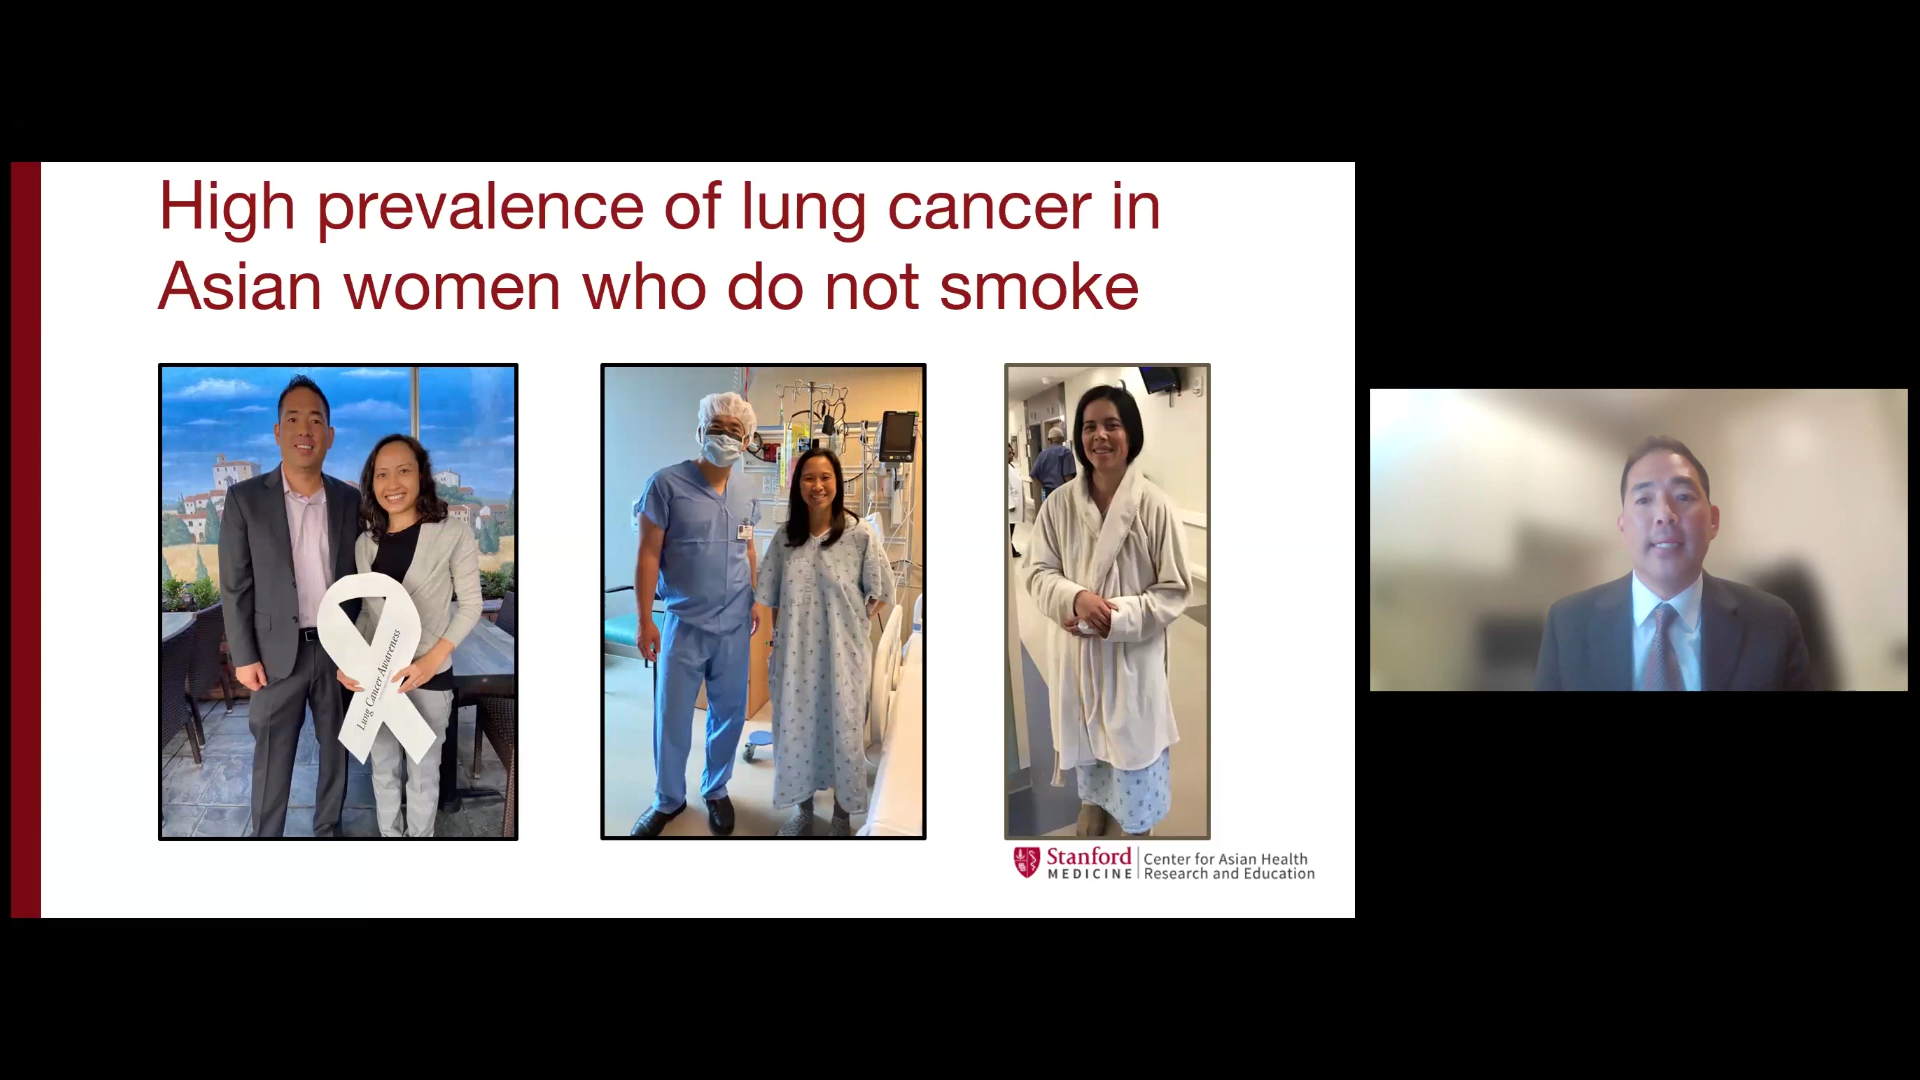 High prevalence of lung cancer in
Asian women who do not smoke
Lung Cancer Awareness
Stanford
MEDICINE
Center for Asian Health
Research and Education